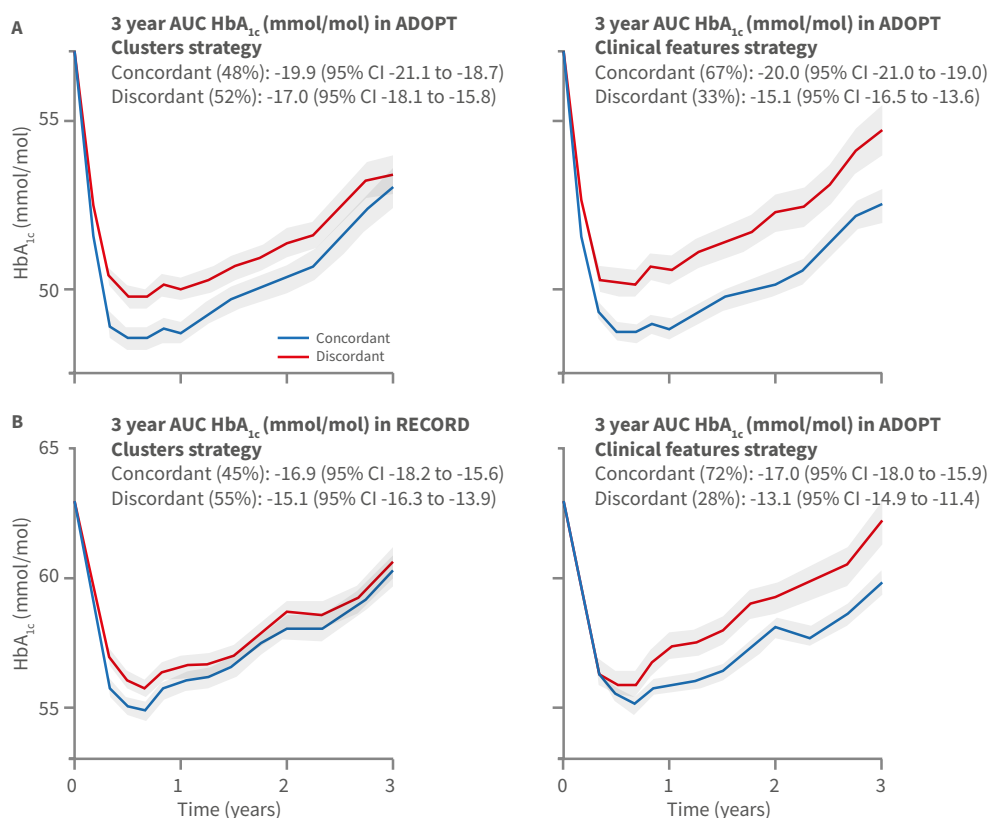 A
3 year AUC HbA1c (mmol/mol) in ADOPT
Clusters strategy
Concordant (48%): -19.9 (95% CI -21.1 to -18.7)
Discordant (52%): -17.0 (95% CI -18.1 to -15.8)
3 year AUC HbA1c (mmol/mol) in ADOPT
Clinical features strategy
Concordant (67%): -20.0 (95% CI -21.0 to -19.0)
Discordant (33%): -15.1 (95% CI -16.5 to -13.6)
HbA1c (mmol/mol)
55
50
Concordant
Discordant
0
1
2
3
0
1
2
3
B
3 year AUC HbA1c (mmol/mol) in RECORD
Clusters strategy
Concordant (45%): -16.9 (95% CI -18.2 to -15.6)
Discordant (55%): -15.1 (95% CI -16.3 to -13.9)
3 year AUC HbA1c (mmol/mol) in ADOPT
Clinical features strategy
Concordant (72%): -17.0 (95% CI -18.0 to -15.9)
Discordant (28%): -13.1 (95% CI -14.9 to -11.4)
HbA1c (mmol/mol)
65
60
55
0
1
2
3
Time (years)
0
1
2
3
Time (years)